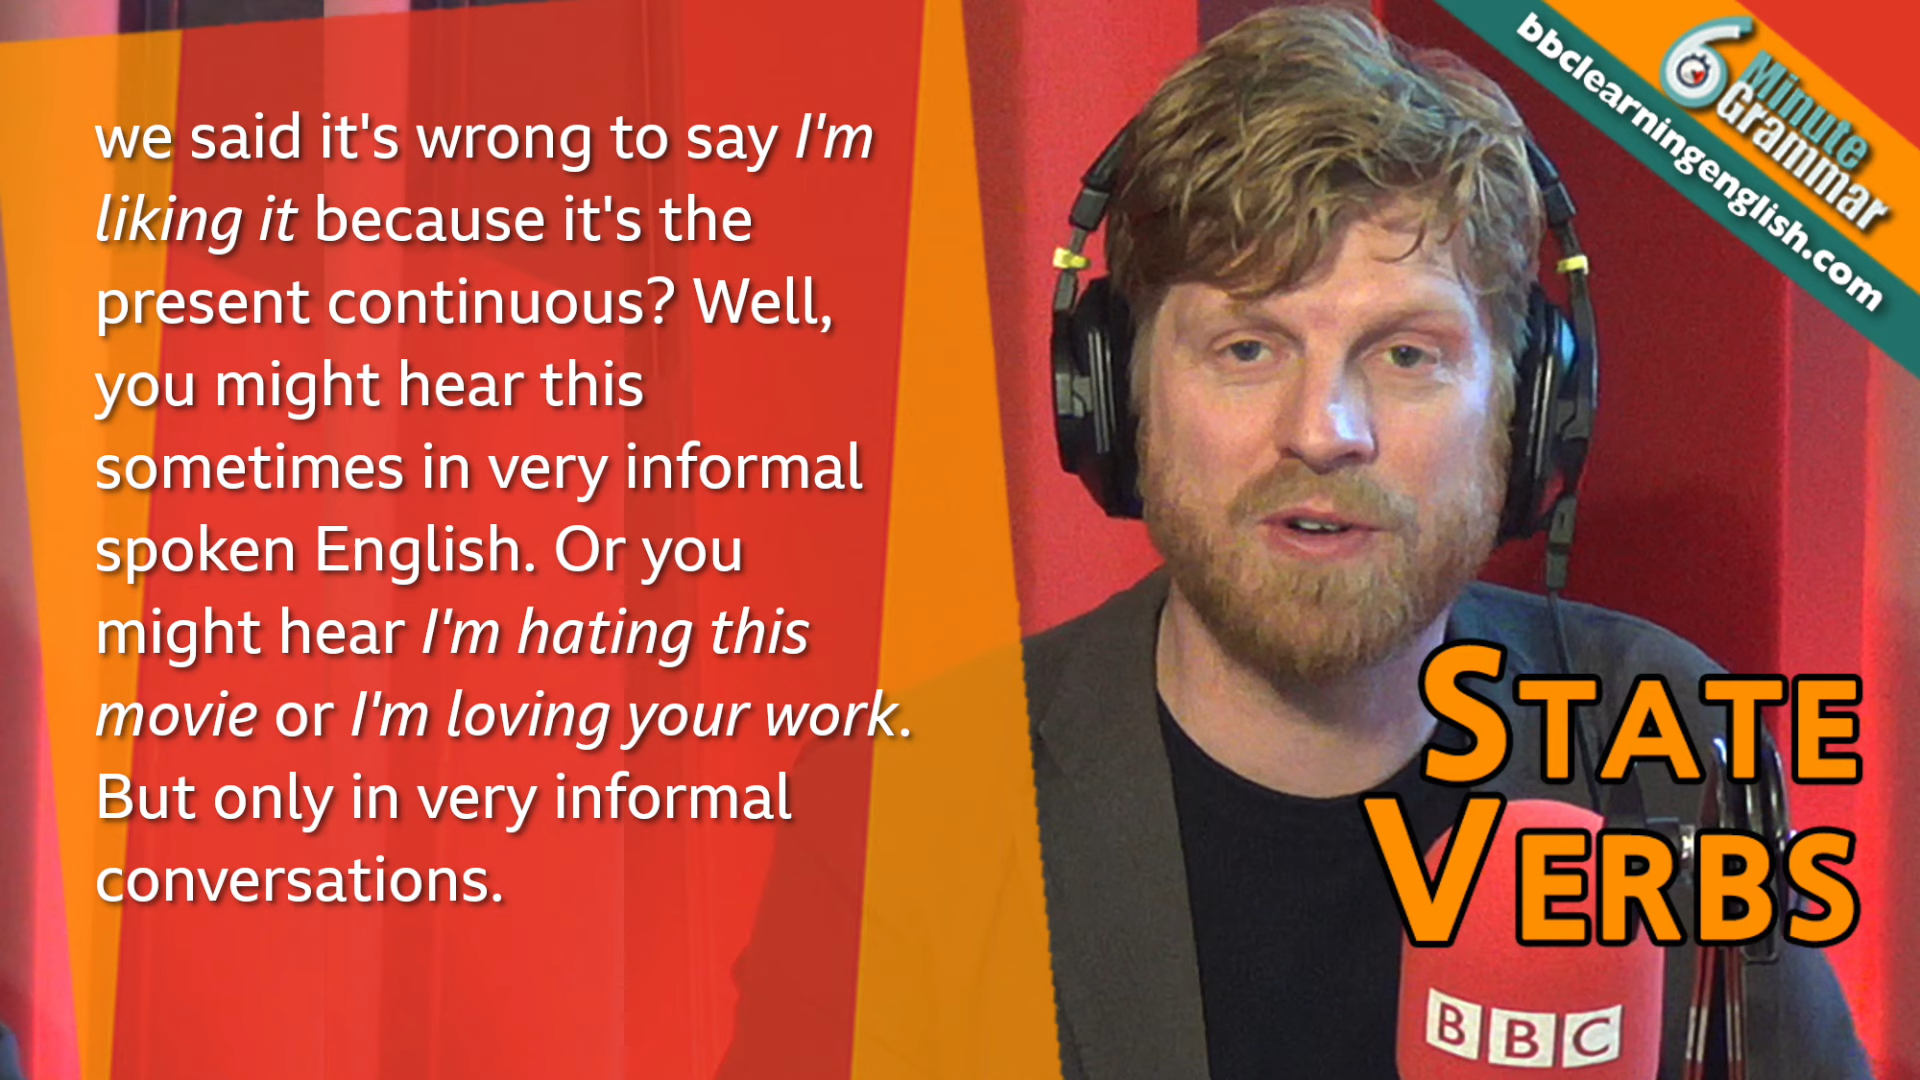 we said it's wrong to say I'm
liking it because it's the
present continuous? Well,
you might hear this
sometimes in very informal
spoken English. Or you
might hear I'm hating this
movie or I'm loving your work.
But only in very informal
conversations.
6 Minute
Grammar
bbclearningenglish.com
STATE
VERBS
BBC